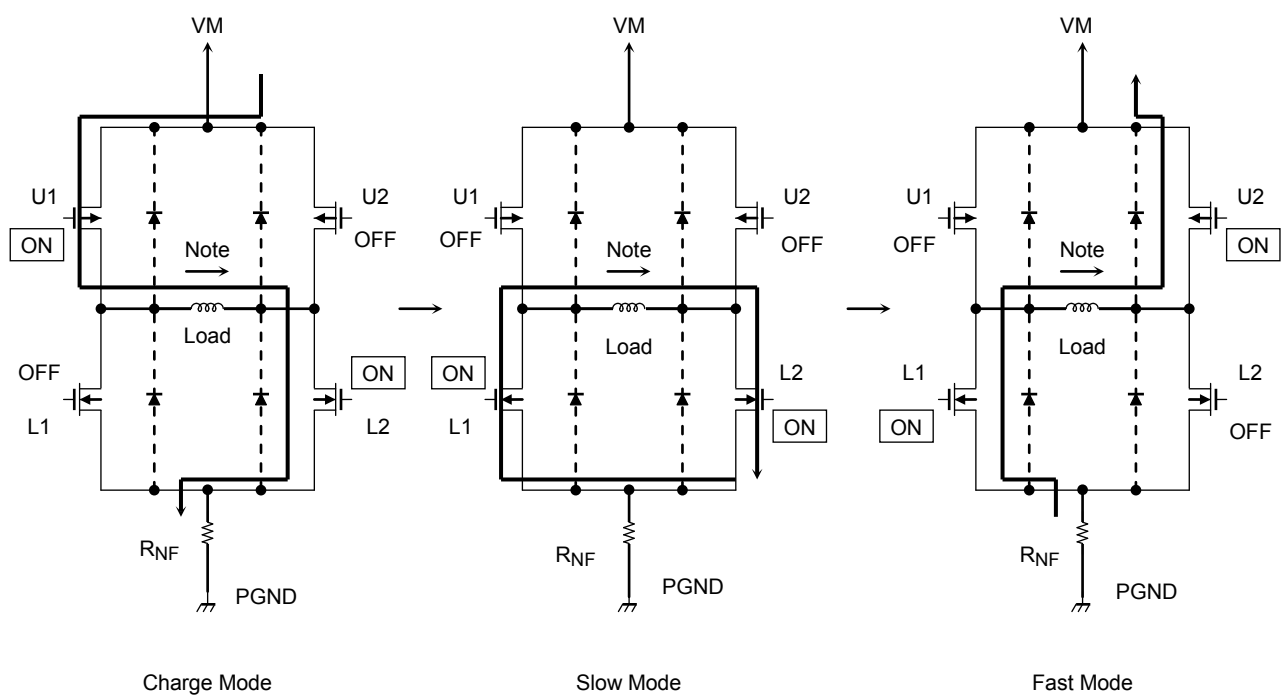 VM
U1
ON
U2
OFF
Note
Load
OFF
L1
ON
L2
RNF
PGND
Charge Mode
VM
U1
OFF
U2
OFF
Note
Load
ON
L1
L2
ON
RNF
PGND
Slow Mode
VM
U1
OFF
U2
ON
Note
Load
L1
ON
L2
OFF
RNF
PGND
Fast Mode